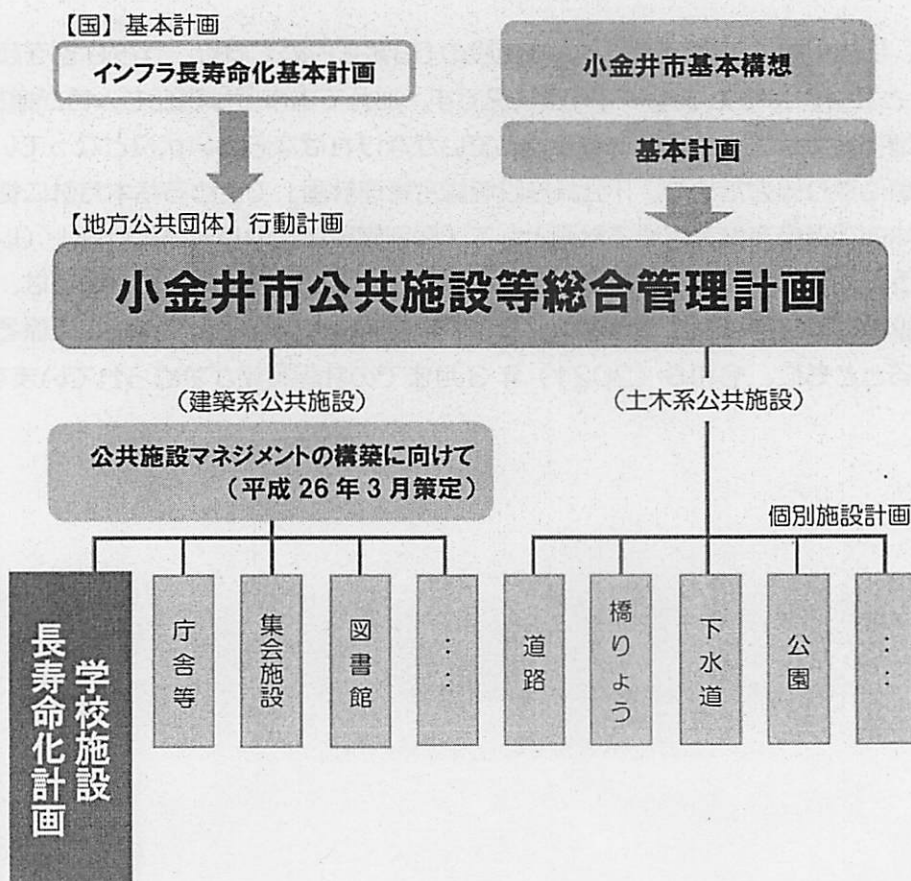 【国】基本計画
インフラ長寿命化基本計画
小金井市基本構想
基本計画
【地方公共団体】行動計画
小金井市公共施設等総合管理計画
（建築系公共施設）
（土木系公共施設）
公共施設マネジメントの構築に向けて
（平成 26 年 3 月策定）
個別施設計画
学校施設
長寿命化計画
庁舎等
集会施設
図書館
……
道路
橋りょう
下水道
公園
……